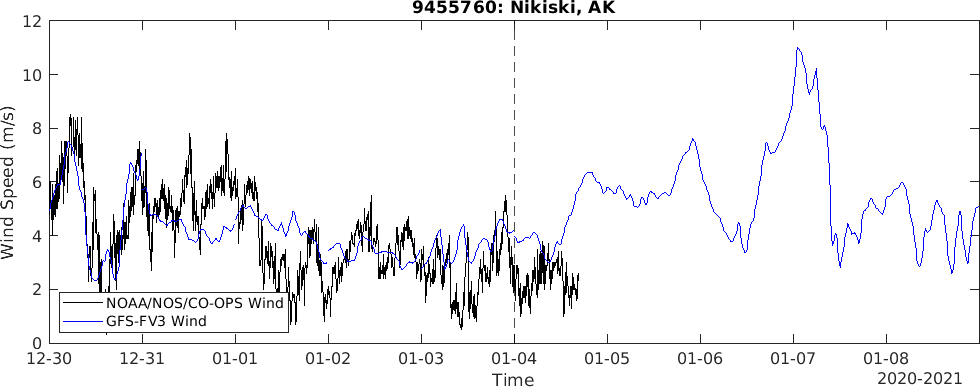 9455760: Nikiski, AK
Wind Speed (m/s)
12
10
8
6
4
2
0
NOAA/NOS/CO-OPS Wind
GFS-FV3 Wind
12-30 12-31 01-01 01-02 01-03 01-04 01-05 01-06 01-07 01-08
Time
2020-2021